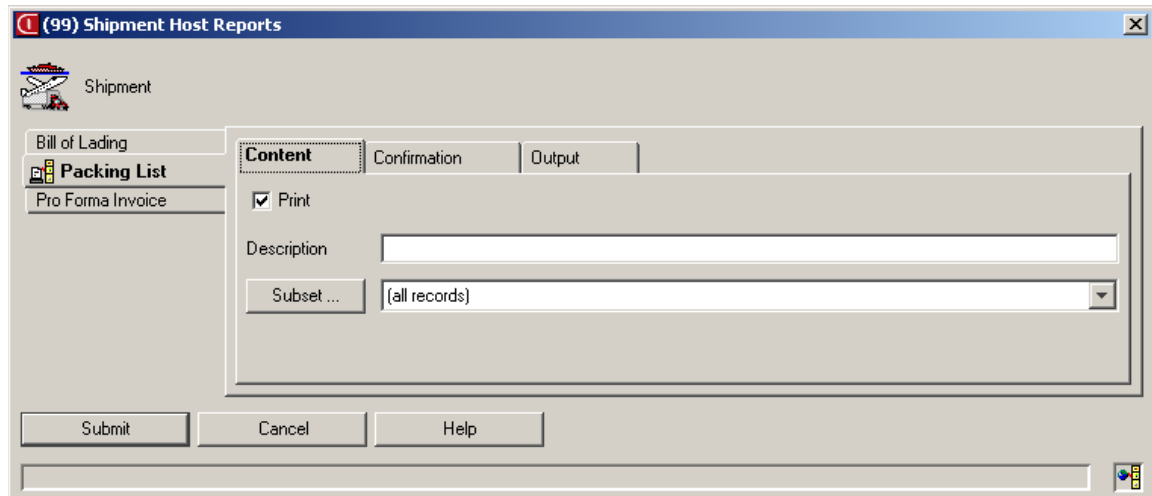 (99) Shipment Host Reports
Shipment
Bill of Lading
Packing List
Pro Forma Invoice
Content Confirmation Output
Print
Description
Subset ... (all records)
Submit Cancel Help